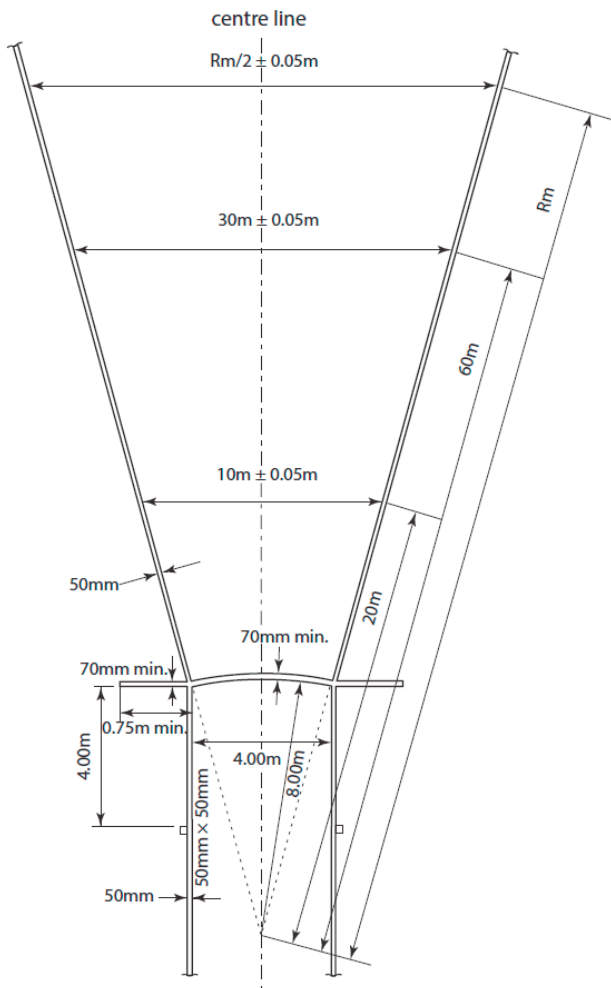 centre line
Rm/2 ± 0.05m
Rm
30m ± 0.05m
60m
10m ± 0.05m
50mm
20m
70mm min.
70mm min.
0.75m min.
4.00m
4.00m
8.00m
50mm × 50mm
50mm